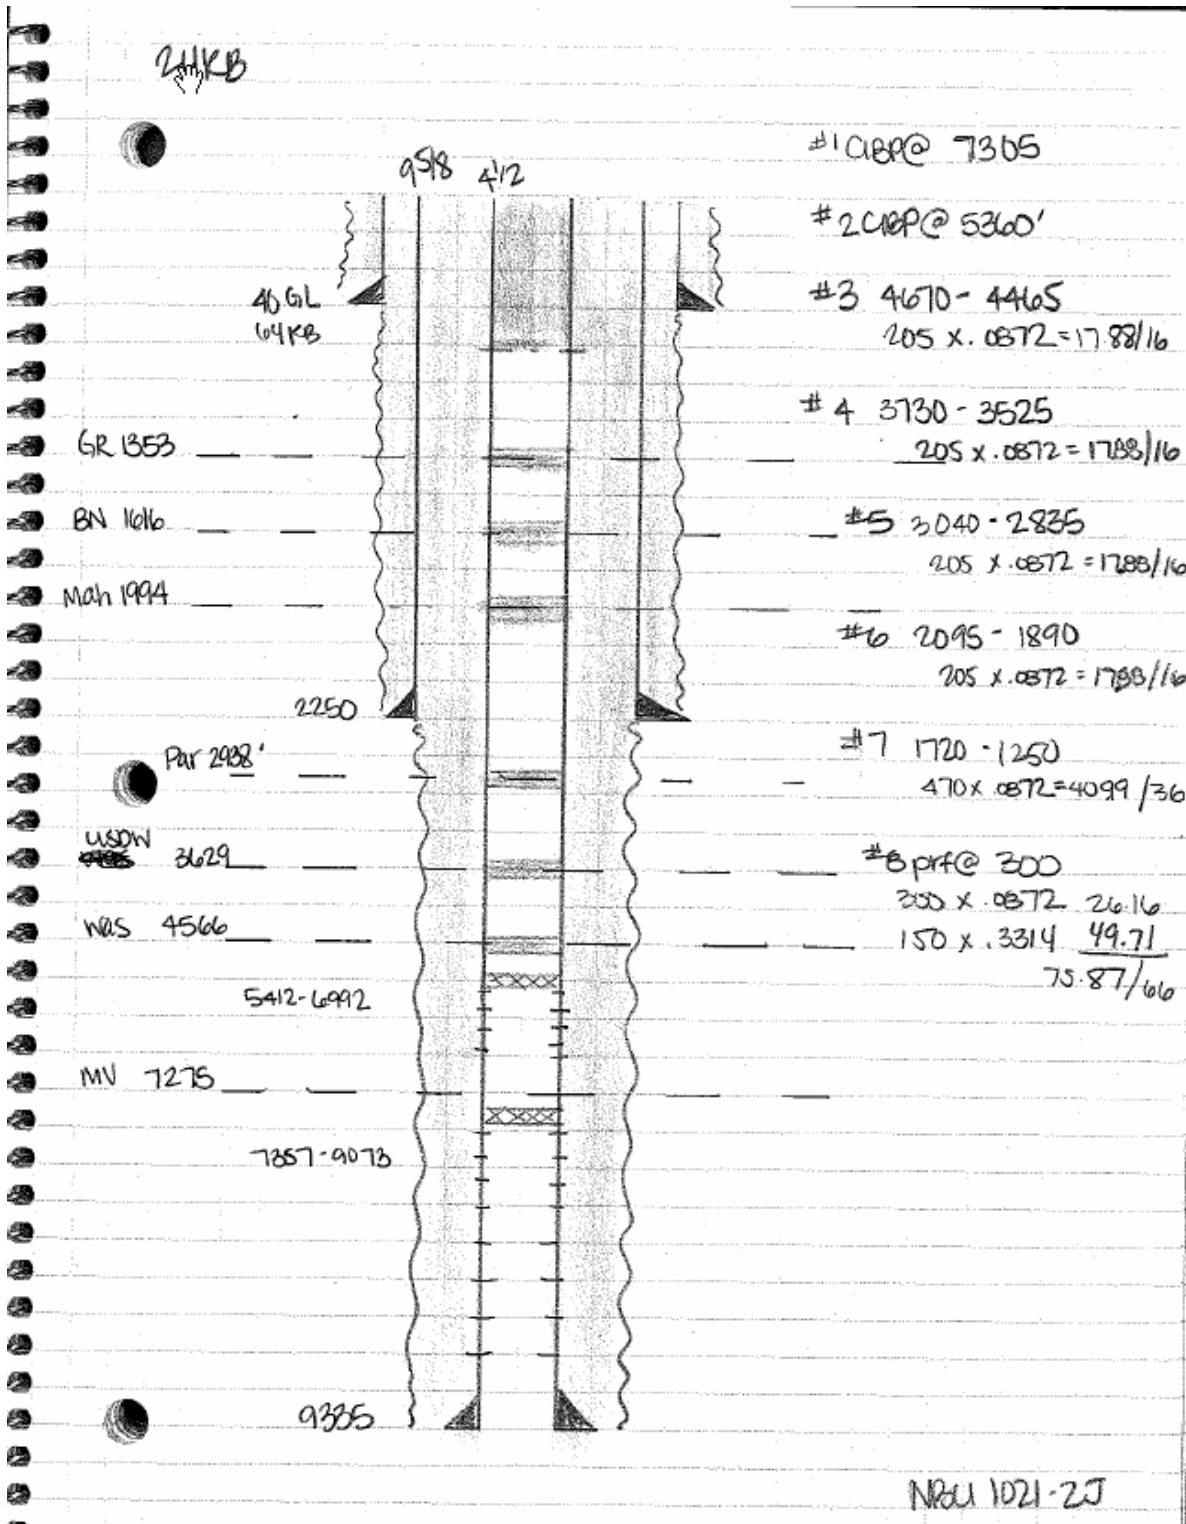 24KB
9 5/8 4 1/2
#1 CIBP@ 7305
#2 CIBP@ 5360'
40 GL
64 KB
#3 4670 - 4465
205 x .0872 = 17.88/16
#4 3730 - 3525
205 x .0872 = 17.88/16
GR 1353
BN 1616
#5 3040 - 2835
205 x .0872 = 17.88/16
Mah 1994
#6 2095 - 1890
205 x .0872 = 17.88/16
2250
Par 2938'
#7 1720 - 1250
470 x .0872 = 40.99/36
USDW 3629
#8 prf@ 300
300 x .0872 26.16
150 x .3314 49.71
75.87/66
Was 4566
5412-6992
MV 7275
7357-9073
9335
NBU 1021-2J